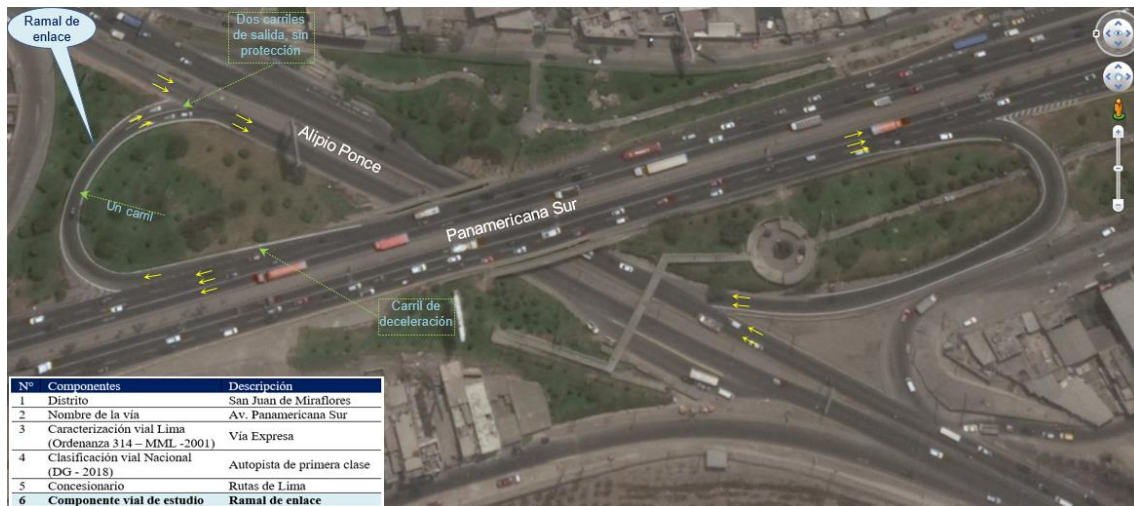 Ramal de
enlace
Dos carriles
de salida, sin
protección
Alipio Ponce
Un carril
Panamericana Sur
Carril de
deceleración
Nº Componentes Descripción
1 Distrito San Juan de Miraflores
2 Nombre de la vía Av. Panamericana Sur
3 Caracterización vial Lima
(Ordenanza 314 – MML -2001) Vía Expresa
4 Clasificación vial Nacional
(DG - 2018) Autopista de primera clase
5 Concesionario Rutas de Lima
6 Componente vial de estudio Ramal de enlace